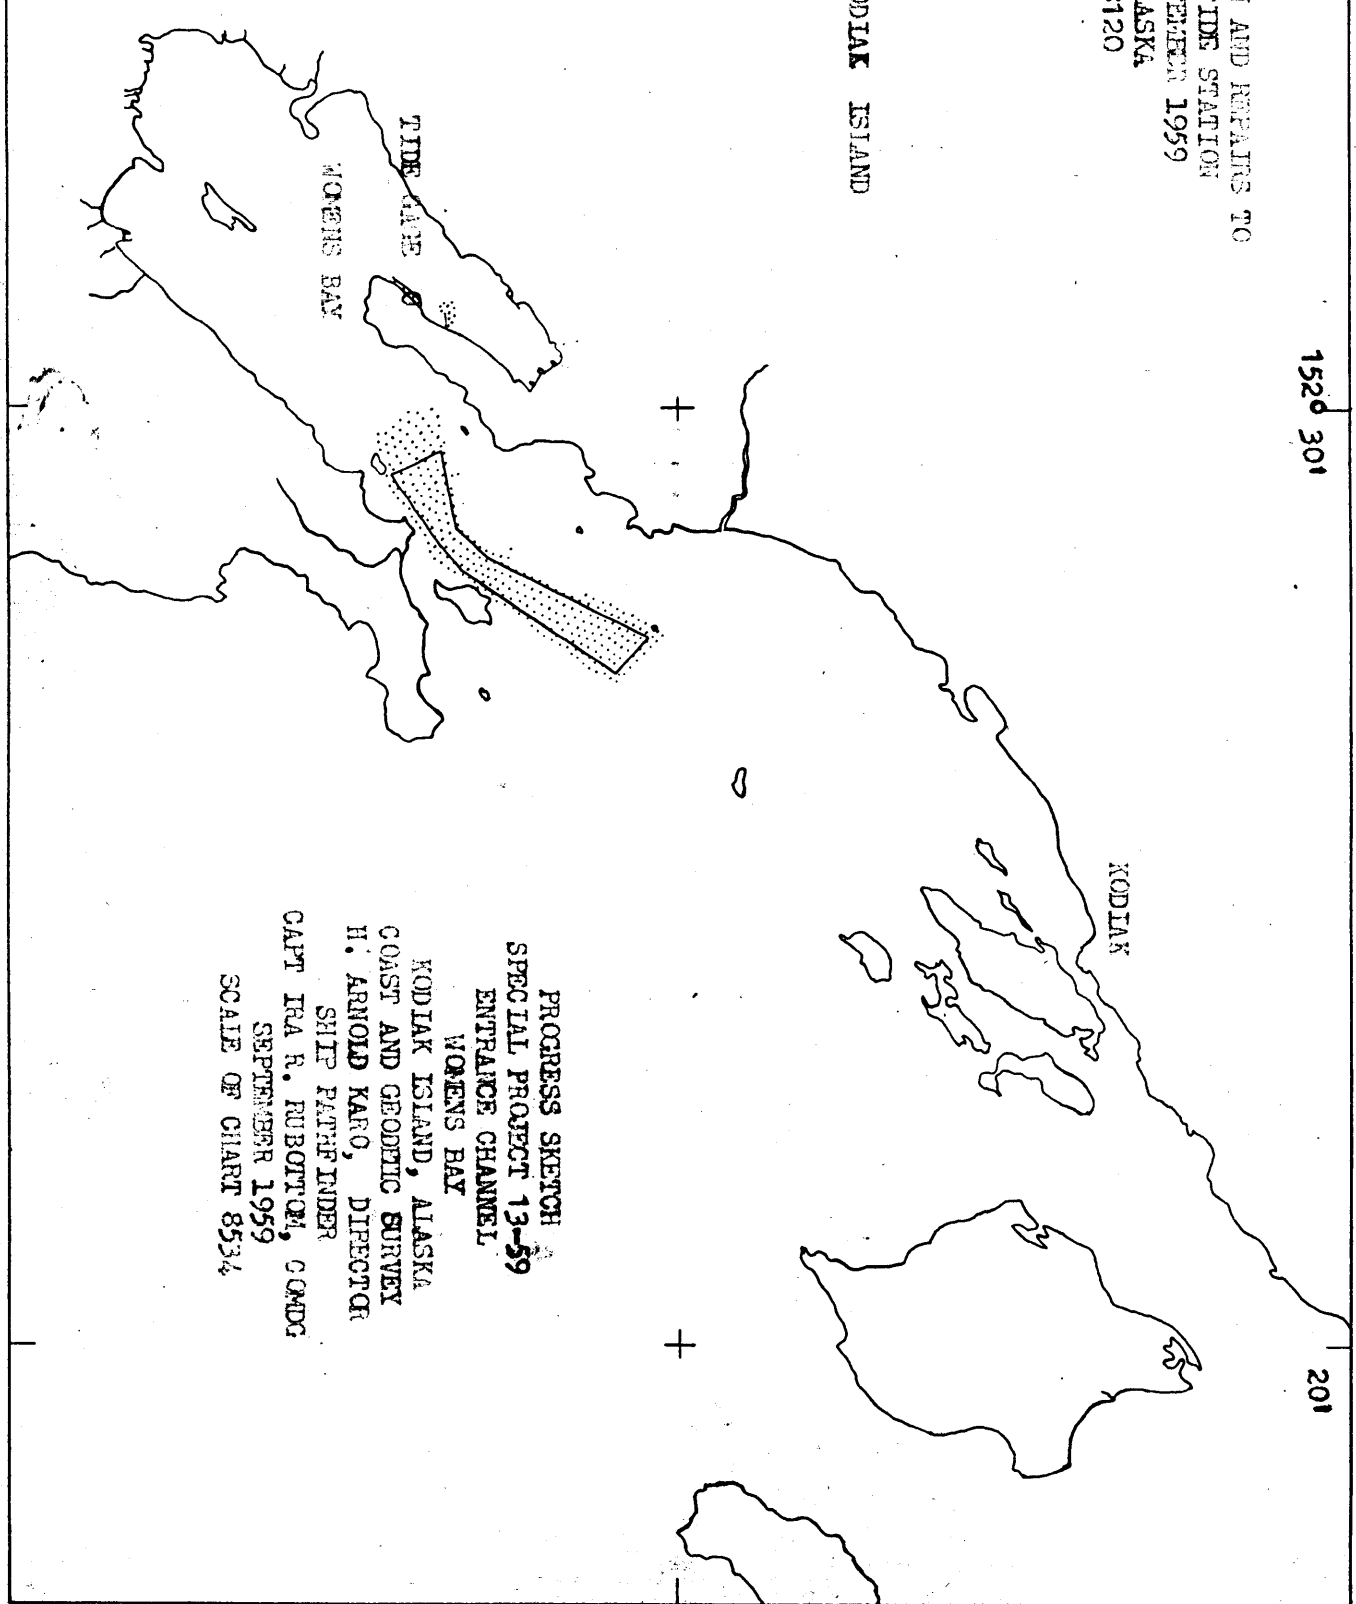 AND REPAIRS TO
TIDE STATION
1959
ODIAK ISLAND
152° 30'
20'
KODIAK
TIDE GAGE
WOMENS BAY
PROGRESS SKETCH
SPECIAL PROJECT 13-59
ENTRANCE CHANNEL
WOMENS BAY
KODIAK ISLAND, ALASKA
COAST AND GEODETIC SURVEY
H. ARNOLD KARO, DIRECTOR
SHIP PATHFINDER
CAPT IRA R. RUBOTTOM, COMDG
SEPTEMBER 1959
SCALE OF CHART 8534